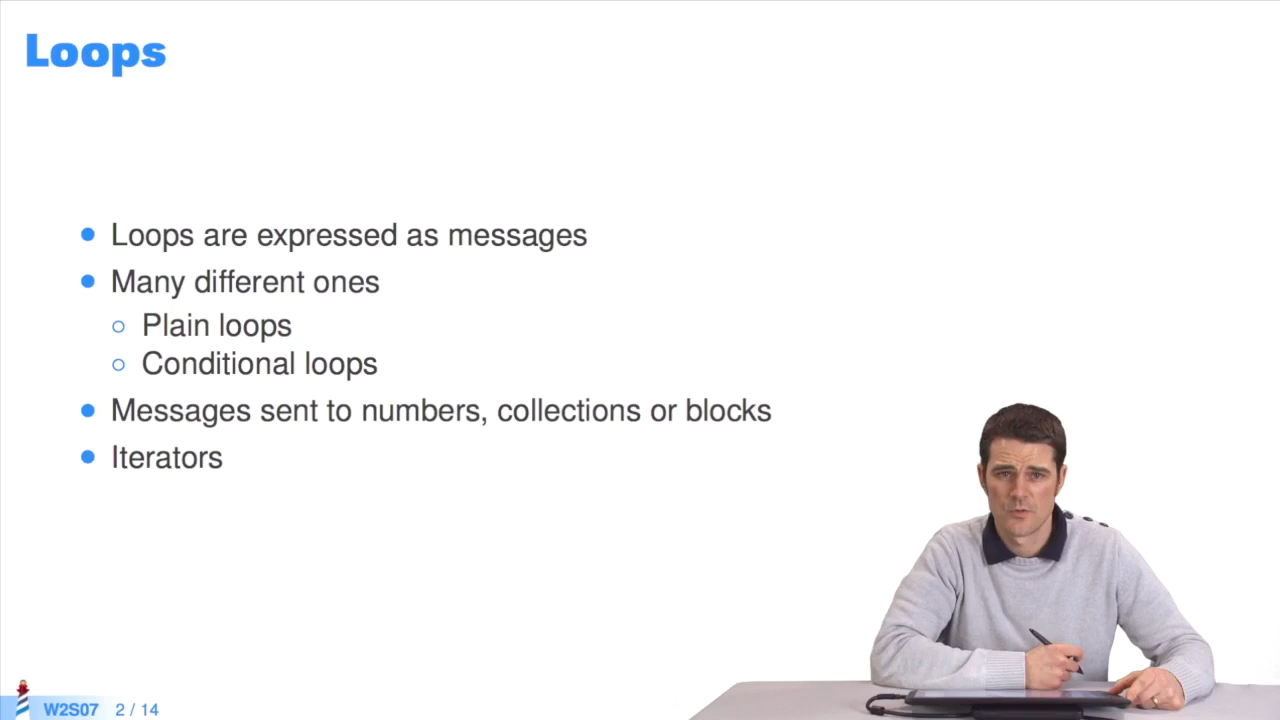 Loops
● Loops are expressed as messages
● Many different ones
○ Plain loops
○ Conditional loops
● Messages sent to numbers, collections or blocks
● Iterators
W2S07 2 / 14